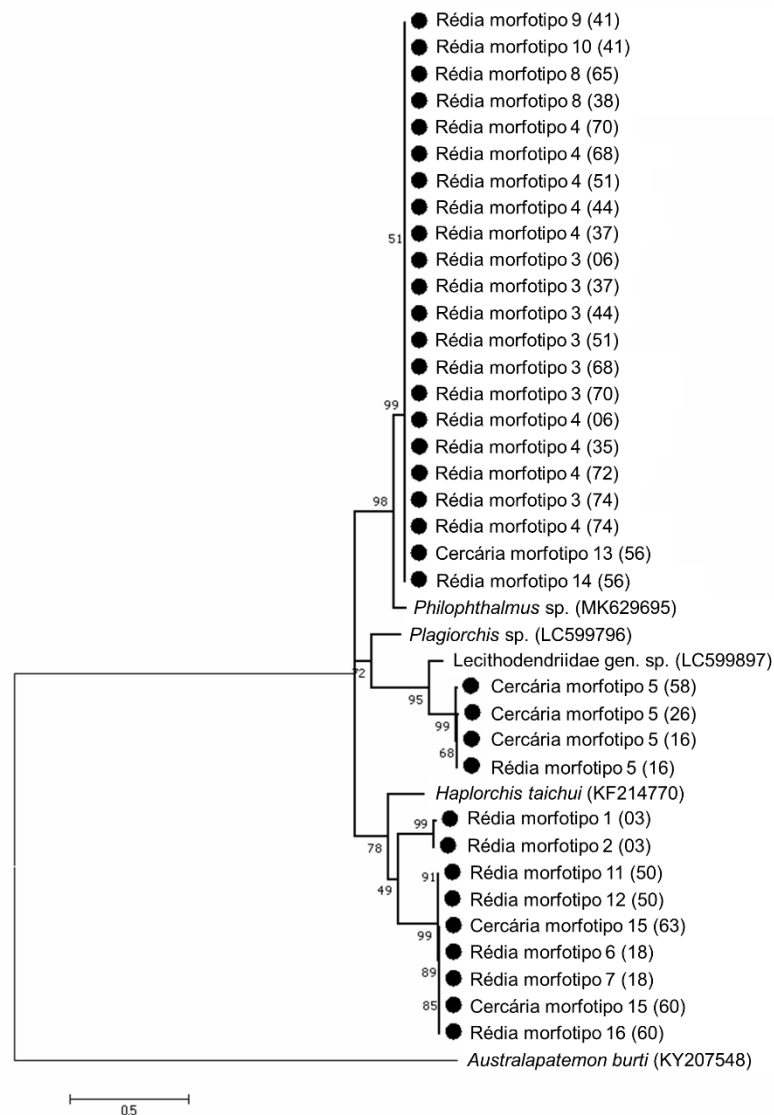 Rédia morfotipo 9 (41)
Rédia morfotipo 10 (41)
Rédia morfotipo 8 (65)
Rédia morfotipo 8 (38)
Rédia morfotipo 4 (70)
Rédia morfotipo 4 (68)
Rédia morfotipo 4 (51)
Rédia morfotipo 4 (44)
Rédia morfotipo 4 (37)
51
Rédia morfotipo 3 (06)
Rédia morfotipo 3 (37)
Rédia morfotipo 3 (44)
Rédia morfotipo 3 (51)
Rédia morfotipo 3 (68)
Rédia morfotipo 3 (70)
99
Rédia morfotipo 4 (06)
Rédia morfotipo 4 (35)
Rédia morfotipo 4 (72)
98
Rédia morfotipo 3 (74)
Rédia morfotipo 4 (74)
Cercária morfotipo 13 (56)
Rédia morfotipo 14 (56)
Philophthalmus sp. (MK629695)
Plagiorchis sp. (LC599796)
Lecithodendriidae gen. sp. (LC599897)
72
Cercária morfotipo 5 (58)
95
Cercária morfotipo 5 (26)
99
Cercária morfotipo 5 (16)
68
Rédia morfotipo 5 (16)
Haplorchis taichui (KF214770)
Rédia morfotipo 1 (03)
99
Rédia morfotipo 2 (03)
78
Rédia morfotipo 11 (50)
91
49
Rédia morfotipo 12 (50)
Cercária morfotipo 15 (63)
99
Rédia morfotipo 6 (18)
89
Rédia morfotipo 7 (18)
Cercária morfotipo 15 (60)
85
Rédia morfotipo 16 (60)
Australapatemon burti (KY207548)
0.5